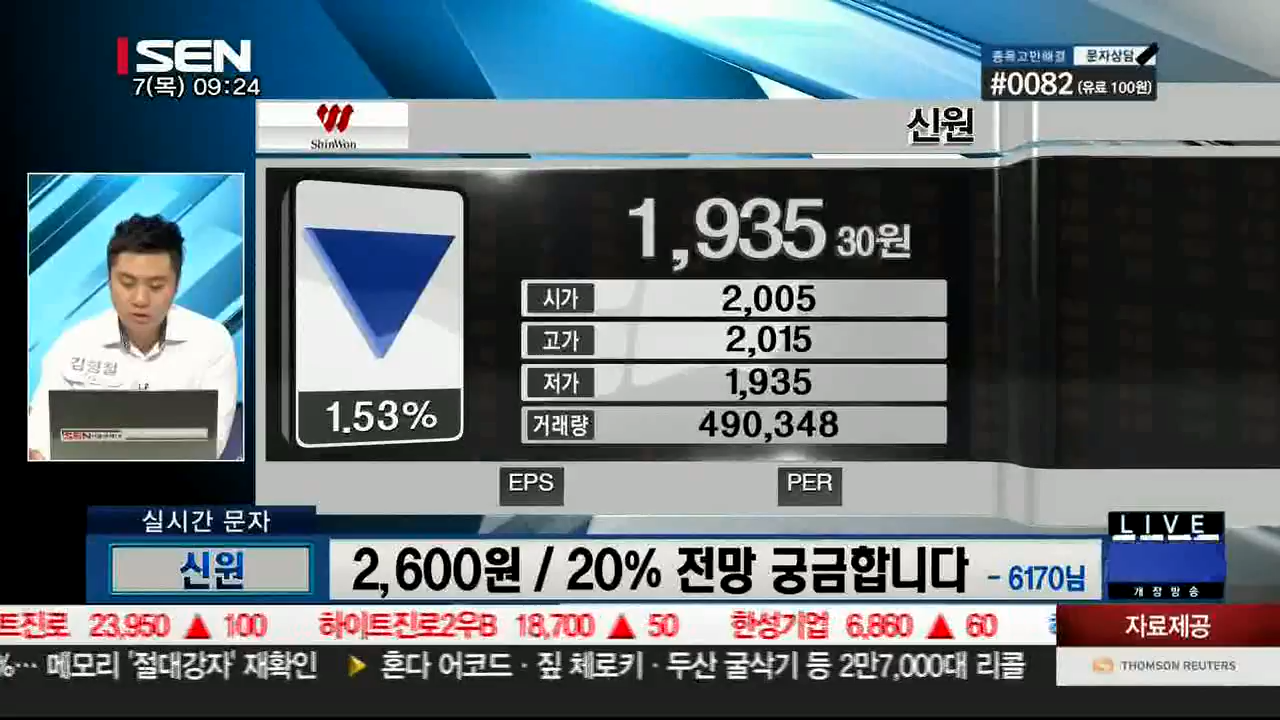 SEN
7(목) 09:24
종목고민해결 문자상담
#0082 (유료 100원)
ShinWon
신원
1,935 30원
시가 2,005
고가 2,015
저가 1,935
거래량 490,348
1.53%
EPS PER
실시간 문자
신원 2,600원 / 20% 전망 궁금합니다 - 6170님
LIVE
개장방송
트진로 23,950 ▲ 100 하이트진로2우B 18,700 ▲ 50 한성기업 6,860 ▲ 60
자료제공
%··· 메모리 '절대강자' 재확인 ▶ 혼다 어코드·짚 체로키·두산 굴삭기 등 2만7,000대 리콜
THOMSON REUTERS